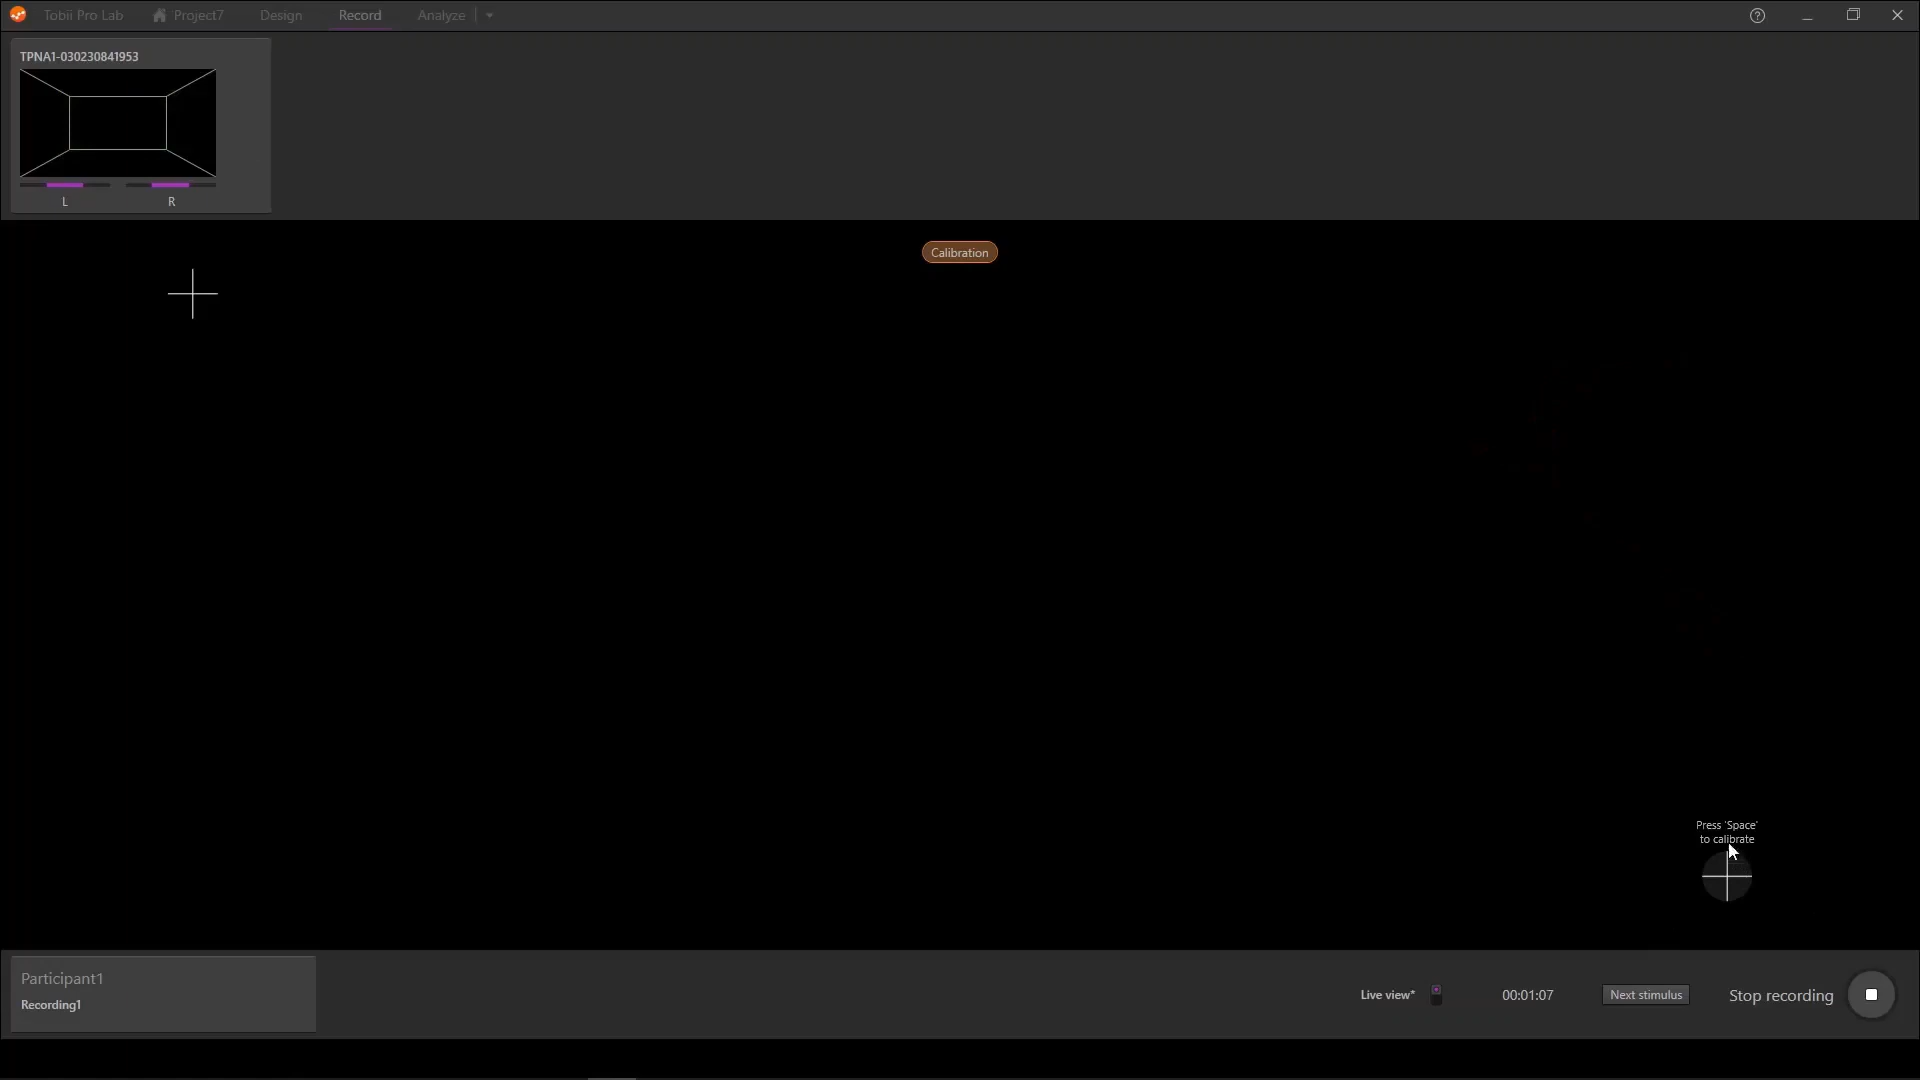 Tobii Pro Lab Project7 Design Record Analyze
TPNA1-030230841953
L R
Calibration
Press 'Space'
to calibrate
Participant1
Recording1
Live view* 00:01:07 Next stimulus Stop recording